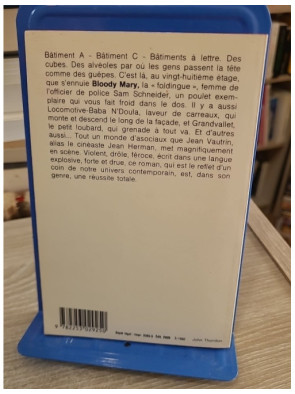 Bâtiment A - Bâtiment C - Bâtiments à lettre. Des
cubes. Des alvéoles par où les gens passent la tête
comme des guêpes. C'est là, au vingt-huitième étage,
que s'ennuie Bloody Mary, la « foldingue », femme de
l'officier de police Sam Schneider, un poulet exem-
plaire qui vous fait froid dans le dos. Il y a aussi
Locomotive-Baba N'Doula, laveur de carreaux, qui
monte et descend le long de la façade, et Grandvallet,
le petit loubard, qui grenade à tout va. Et d'autres
aussi... Tout un monde d'asociaux que Jean Vautrin,
alias le cinéaste Jean Herman, met magnifiquement
en scène. Violent, drôle, féroce, écrit dans une langue
explosive, forte et drue, ce roman, qui est le reflet d'un
coin de notre univers contemporain, est, dans son
genre, une réussite totale.